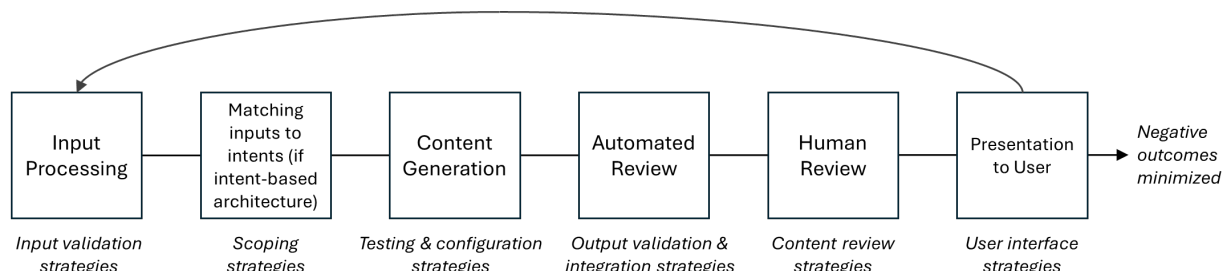 Input
Processing
Matching
inputs to
intents (if
intent-based
architecture)
Content
Generation
Automated
Review
Human
Review
Presentation
to User
Negative
outcomes
minimized
Input validation
strategies
Scoping
strategies
Testing & configuration
strategies
Output validation &
integration strategies
Content review
strategies
User interface
strategies